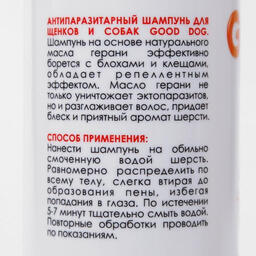 АНТИПАРАЗИТАРНЫЙ ШАМПУНЬ ДЛЯ
ЩЕНКОВ И СОБАК GOOD DOG.
Шампунь на основе натурального
масла герани эффективно
борется с блохами и клещами,
обладает репеллентным
эффектом. Масло герани не
только уничтожает эктопаразитов,
но и разглаживает волос, придает
блеск и приятный аромат шерсти.
СПОСОБ ПРИМЕНЕНИЯ:
Нанести шампунь на обильно
смоченную водой шерсть.
Равномерно распределить по
всему телу, слегка втирая до
образования пены, избегая
попадания в глаза. По истечении
5-7 минут тщательно смыть водой.
Повторные обработки проводить
по показаниям.